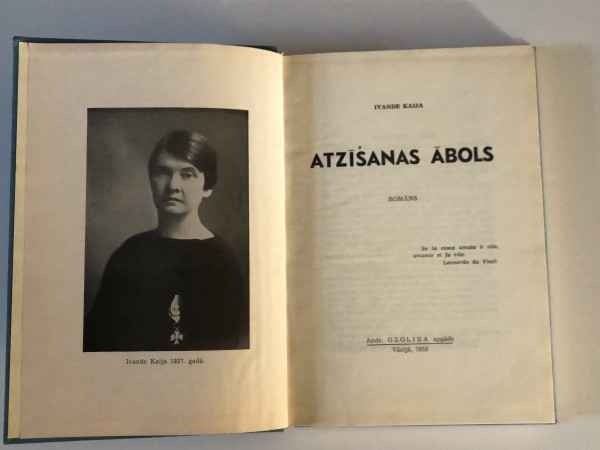 Ivande Kaija 1927. gadā.
IVANDE KAIJA
ATZĪŠANAS ĀBOLS
ROMĀNS
Se la cosa amata è vile,
amante si fa vile.
Leonardo da Vinči
Andr. OZOLIŅA apgāds
Vācijā,